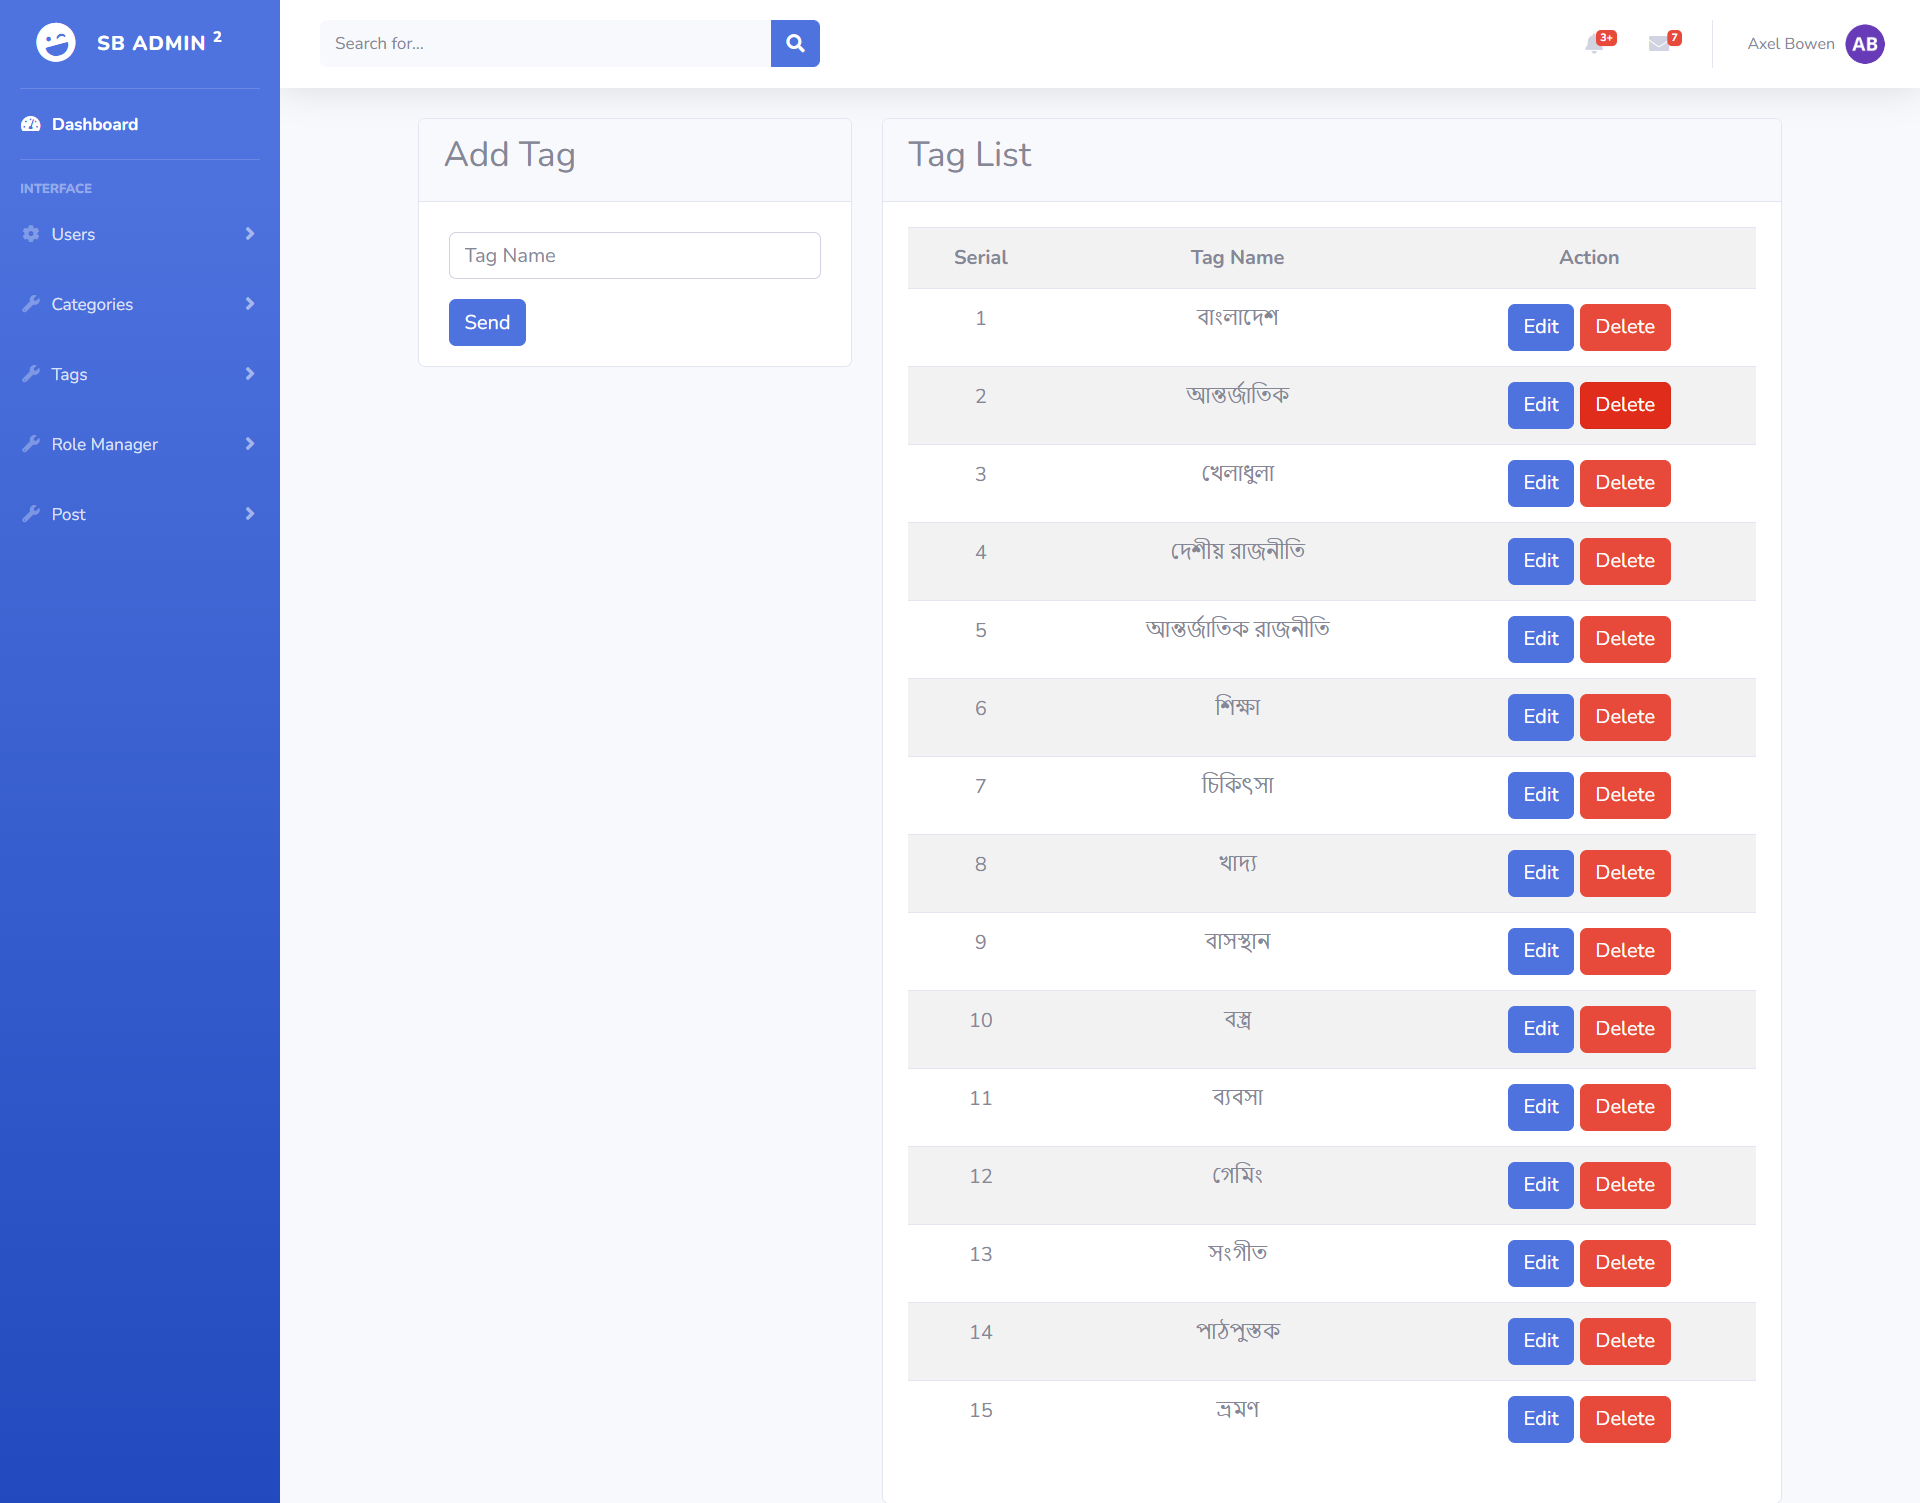 SB ADMIN 2
Search for...
3+
7
Axel Bowen
AB
Dashboard
INTERFACE
Users
Categories
Tags
Role Manager
Post
Add Tag
Tag Name
Send
Tag List
Serial Tag Name Action
1 বাংলাদেশ Edit Delete
2 আন্তর্জাতিক Edit Delete
3 খেলাধুলা Edit Delete
4 দেশীয় রাজনীতি Edit Delete
5 আন্তর্জাতিক রাজনীতি Edit Delete
6 শিক্ষা Edit Delete
7 চিকিৎসা Edit Delete
8 খাদ্য Edit Delete
9 বাসস্থান Edit Delete
10 বস্ত্র Edit Delete
11 ব্যবসা Edit Delete
12 গেমিং Edit Delete
13 সংগীত Edit Delete
14 পাঠপুস্তক Edit Delete
15 ভ্রমণ Edit Delete